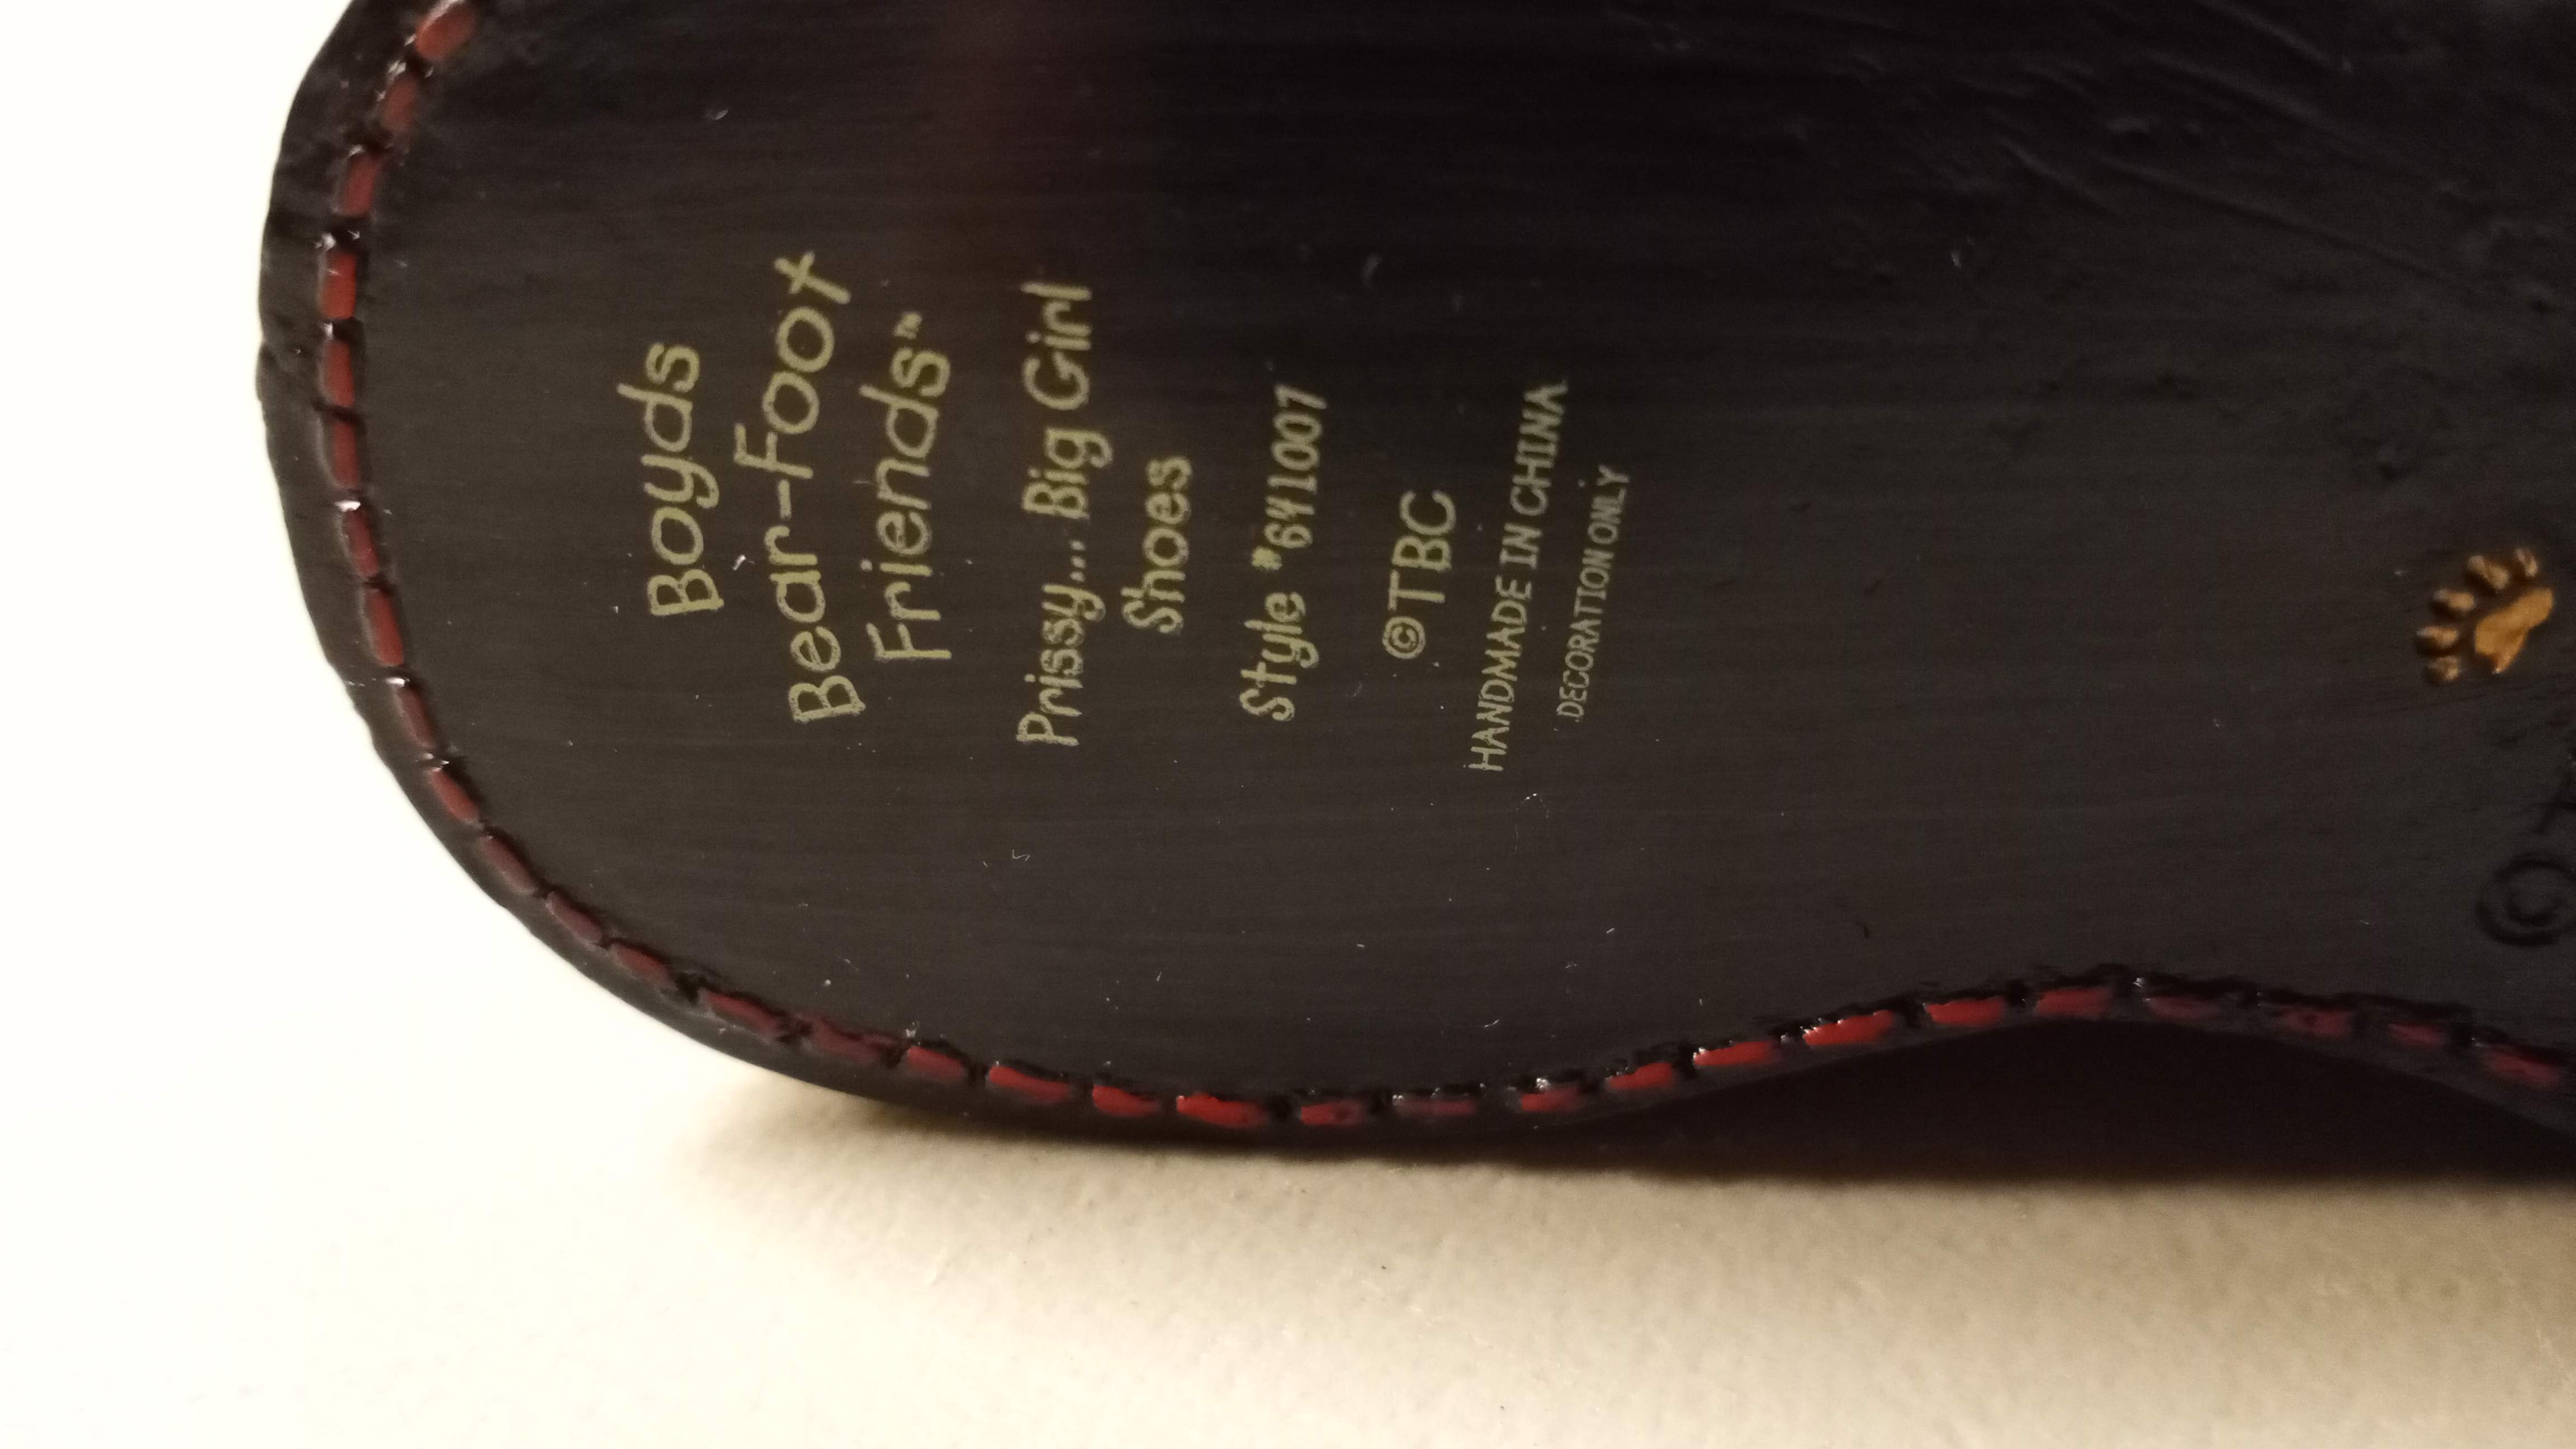 Boyds
Bear-Foot
Friends™
Prissy... Big Girl
Shoes
Style #641007
©TBC
HANDMADE IN CHINA
DECORATION ONLY
©